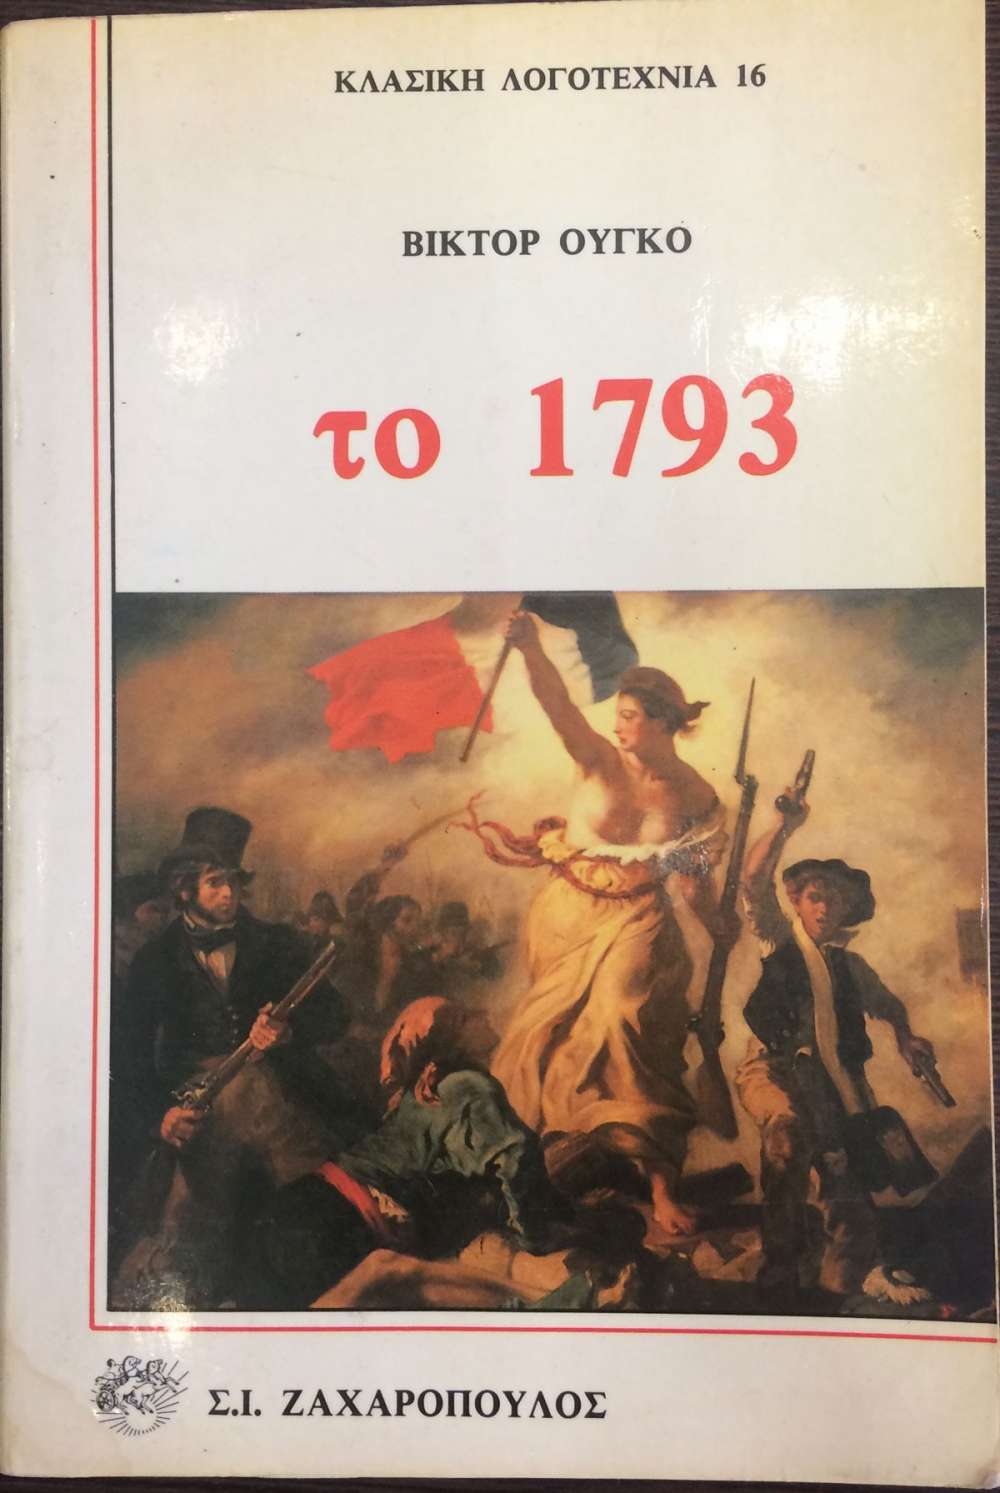 ΚΛΑΣΙΚΗ ΛΟΓΟΤΕΧΝΙΑ 16
ΒΙΚΤΟΡ ΟΥΓΚΟ
το 1793
Σ.Ι. ΖΑΧΑΡΟΠΟΥΛΟΣ